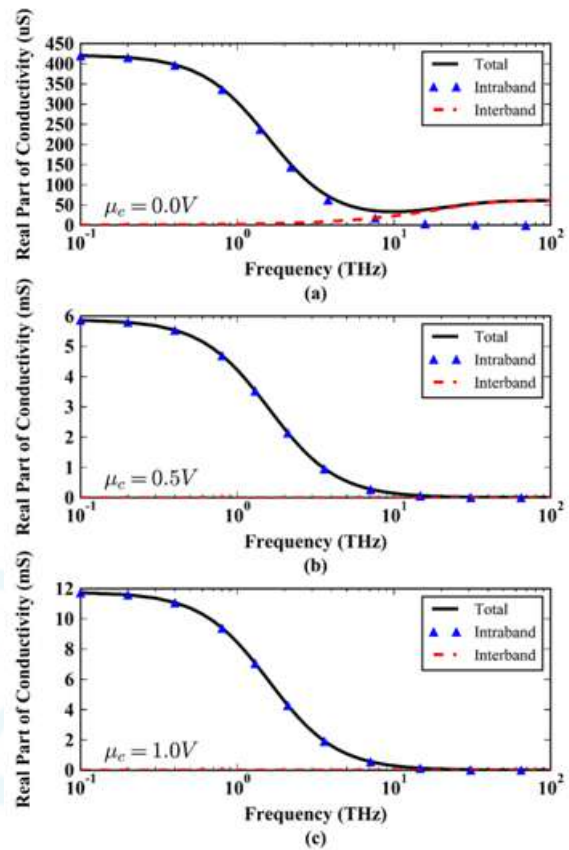 Real Part of Conductivity (uS)
450
400
350
300
250
200
150
100
50
0
Total
Intraband
Interband
μc = 0.0V
10⁻¹ 10⁰ 10¹ 10²
Frequency (THz)
(a)
Real Part of Conductivity (mS)
6
5
4
3
2
1
0
Total
Intraband
Interband
μc = 0.5V
10⁻¹ 10⁰ 10¹ 10²
Frequency (THz)
(b)
Real Part of Conductivity (mS)
12
10
8
6
4
2
0
Total
Intraband
Interband
μc = 1.0V
10⁻¹ 10⁰ 10¹ 10²
Frequency (THz)
(c)